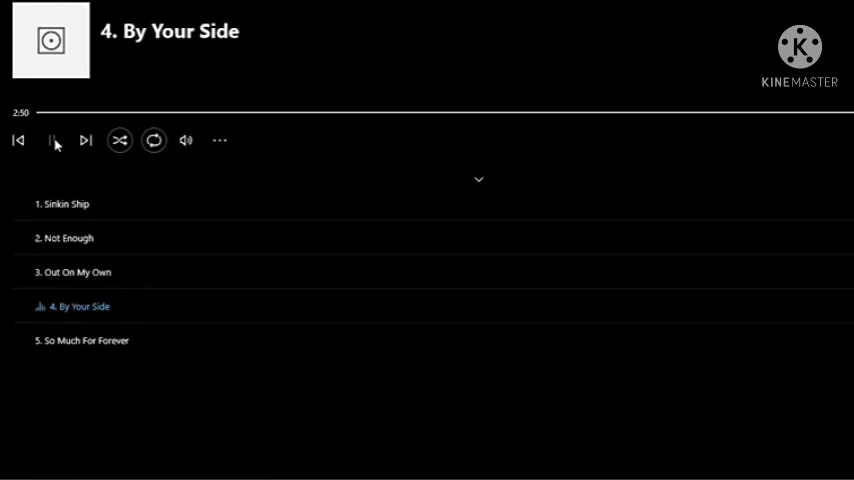 4. By Your Side
K
KINEMASTER
2:50
1. Sinkin Ship
2. Not Enough
3. Out On My Own
4. By Your Side
5. So Much For Forever